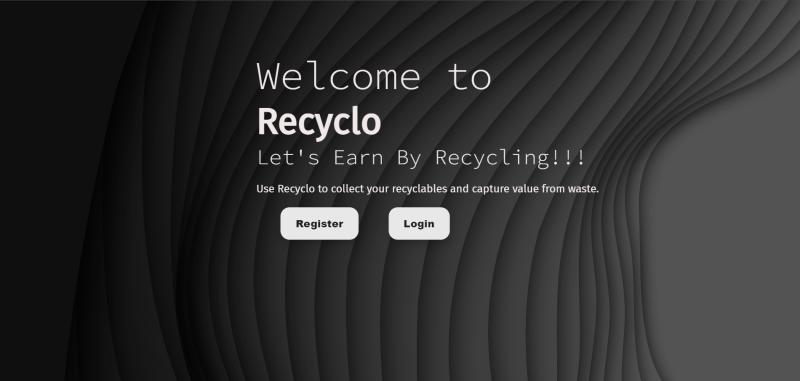 Welcome to
Recyclo
Let's Earn By Recycling!!!
Use Recyclo to collect your recyclables and capture value from waste.
Register Login